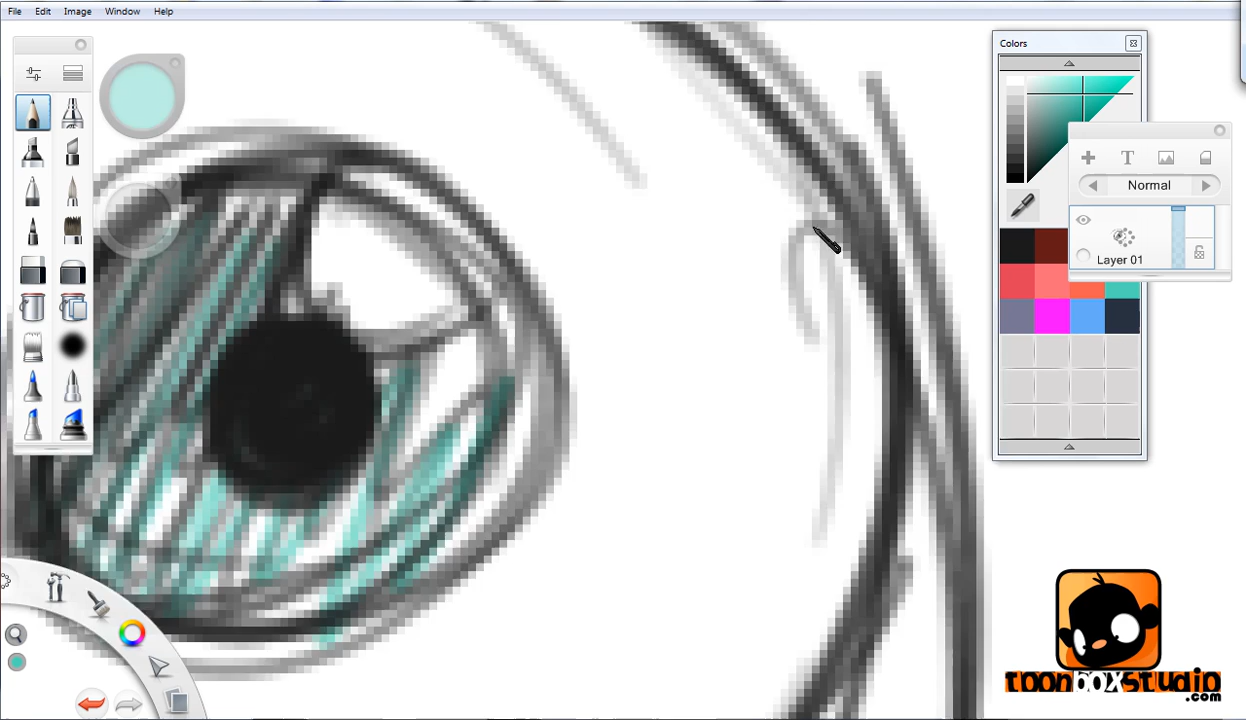 File Edit Image Window Help
Colors
T
Normal
Layer 01
toonboxstudio
.com